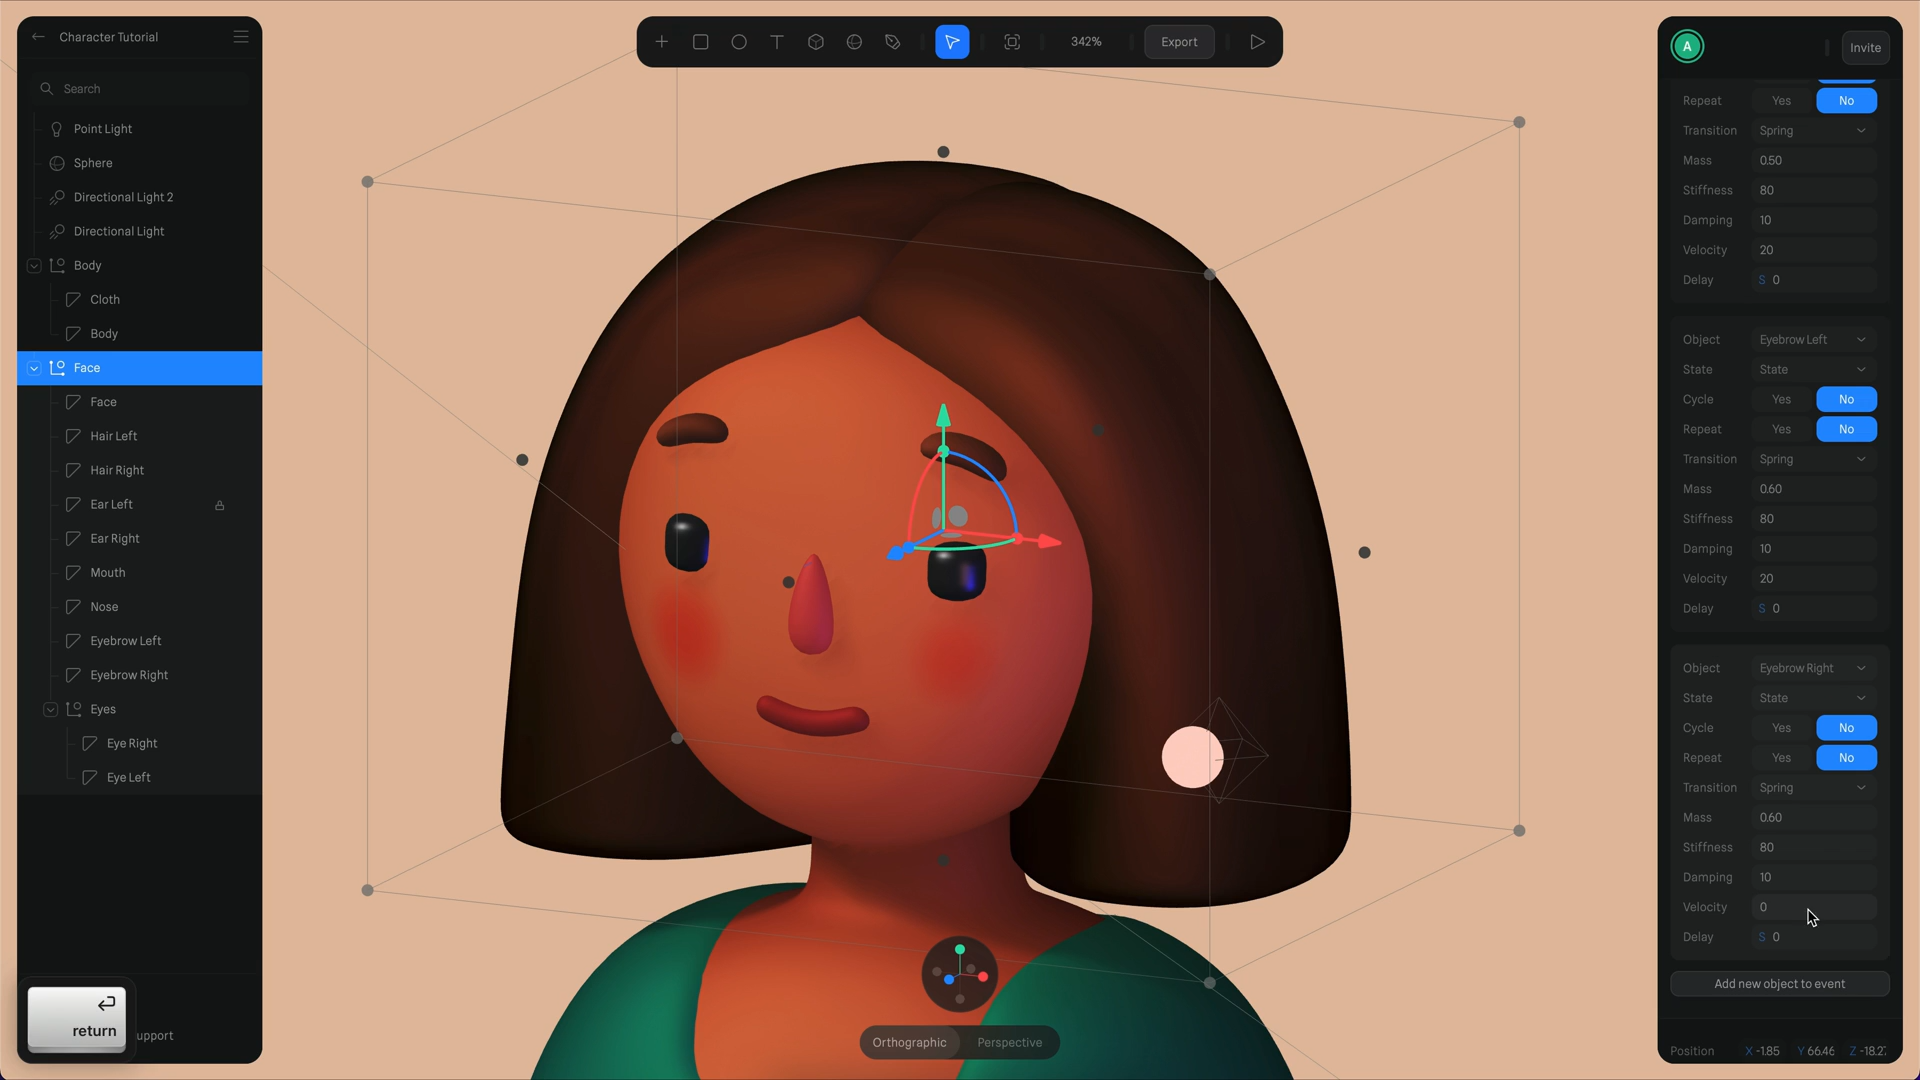 Character Tutorial
Search
Point Light
Sphere
Directional Light 2
Directional Light
Body
Cloth
Body
Face
Face
Hair Left
Hair Right
Ear Left
Ear Right
Mouth
Nose
Eyebrow Left
Eyebrow Right
Eyes
Eye Right
Eye Left
return
upport
342%
Export
Orthographic
Perspective
A
Invite
Repeat Yes No
Transition Spring
Mass 0.50
Stiffness 80
Damping 10
Velocity 20
Delay S 0
Object Eyebrow Left
State State
Cycle Yes No
Repeat Yes No
Transition Spring
Mass 0.60
Stiffness 80
Damping 10
Velocity 20
Delay S 0
Object Eyebrow Right
State State
Cycle Yes No
Repeat Yes No
Transition Spring
Mass 0.60
Stiffness 80
Damping 10
Velocity 0
Delay S 0
Add new object to event
Position X -1.85 Y 66.46 Z -18.27